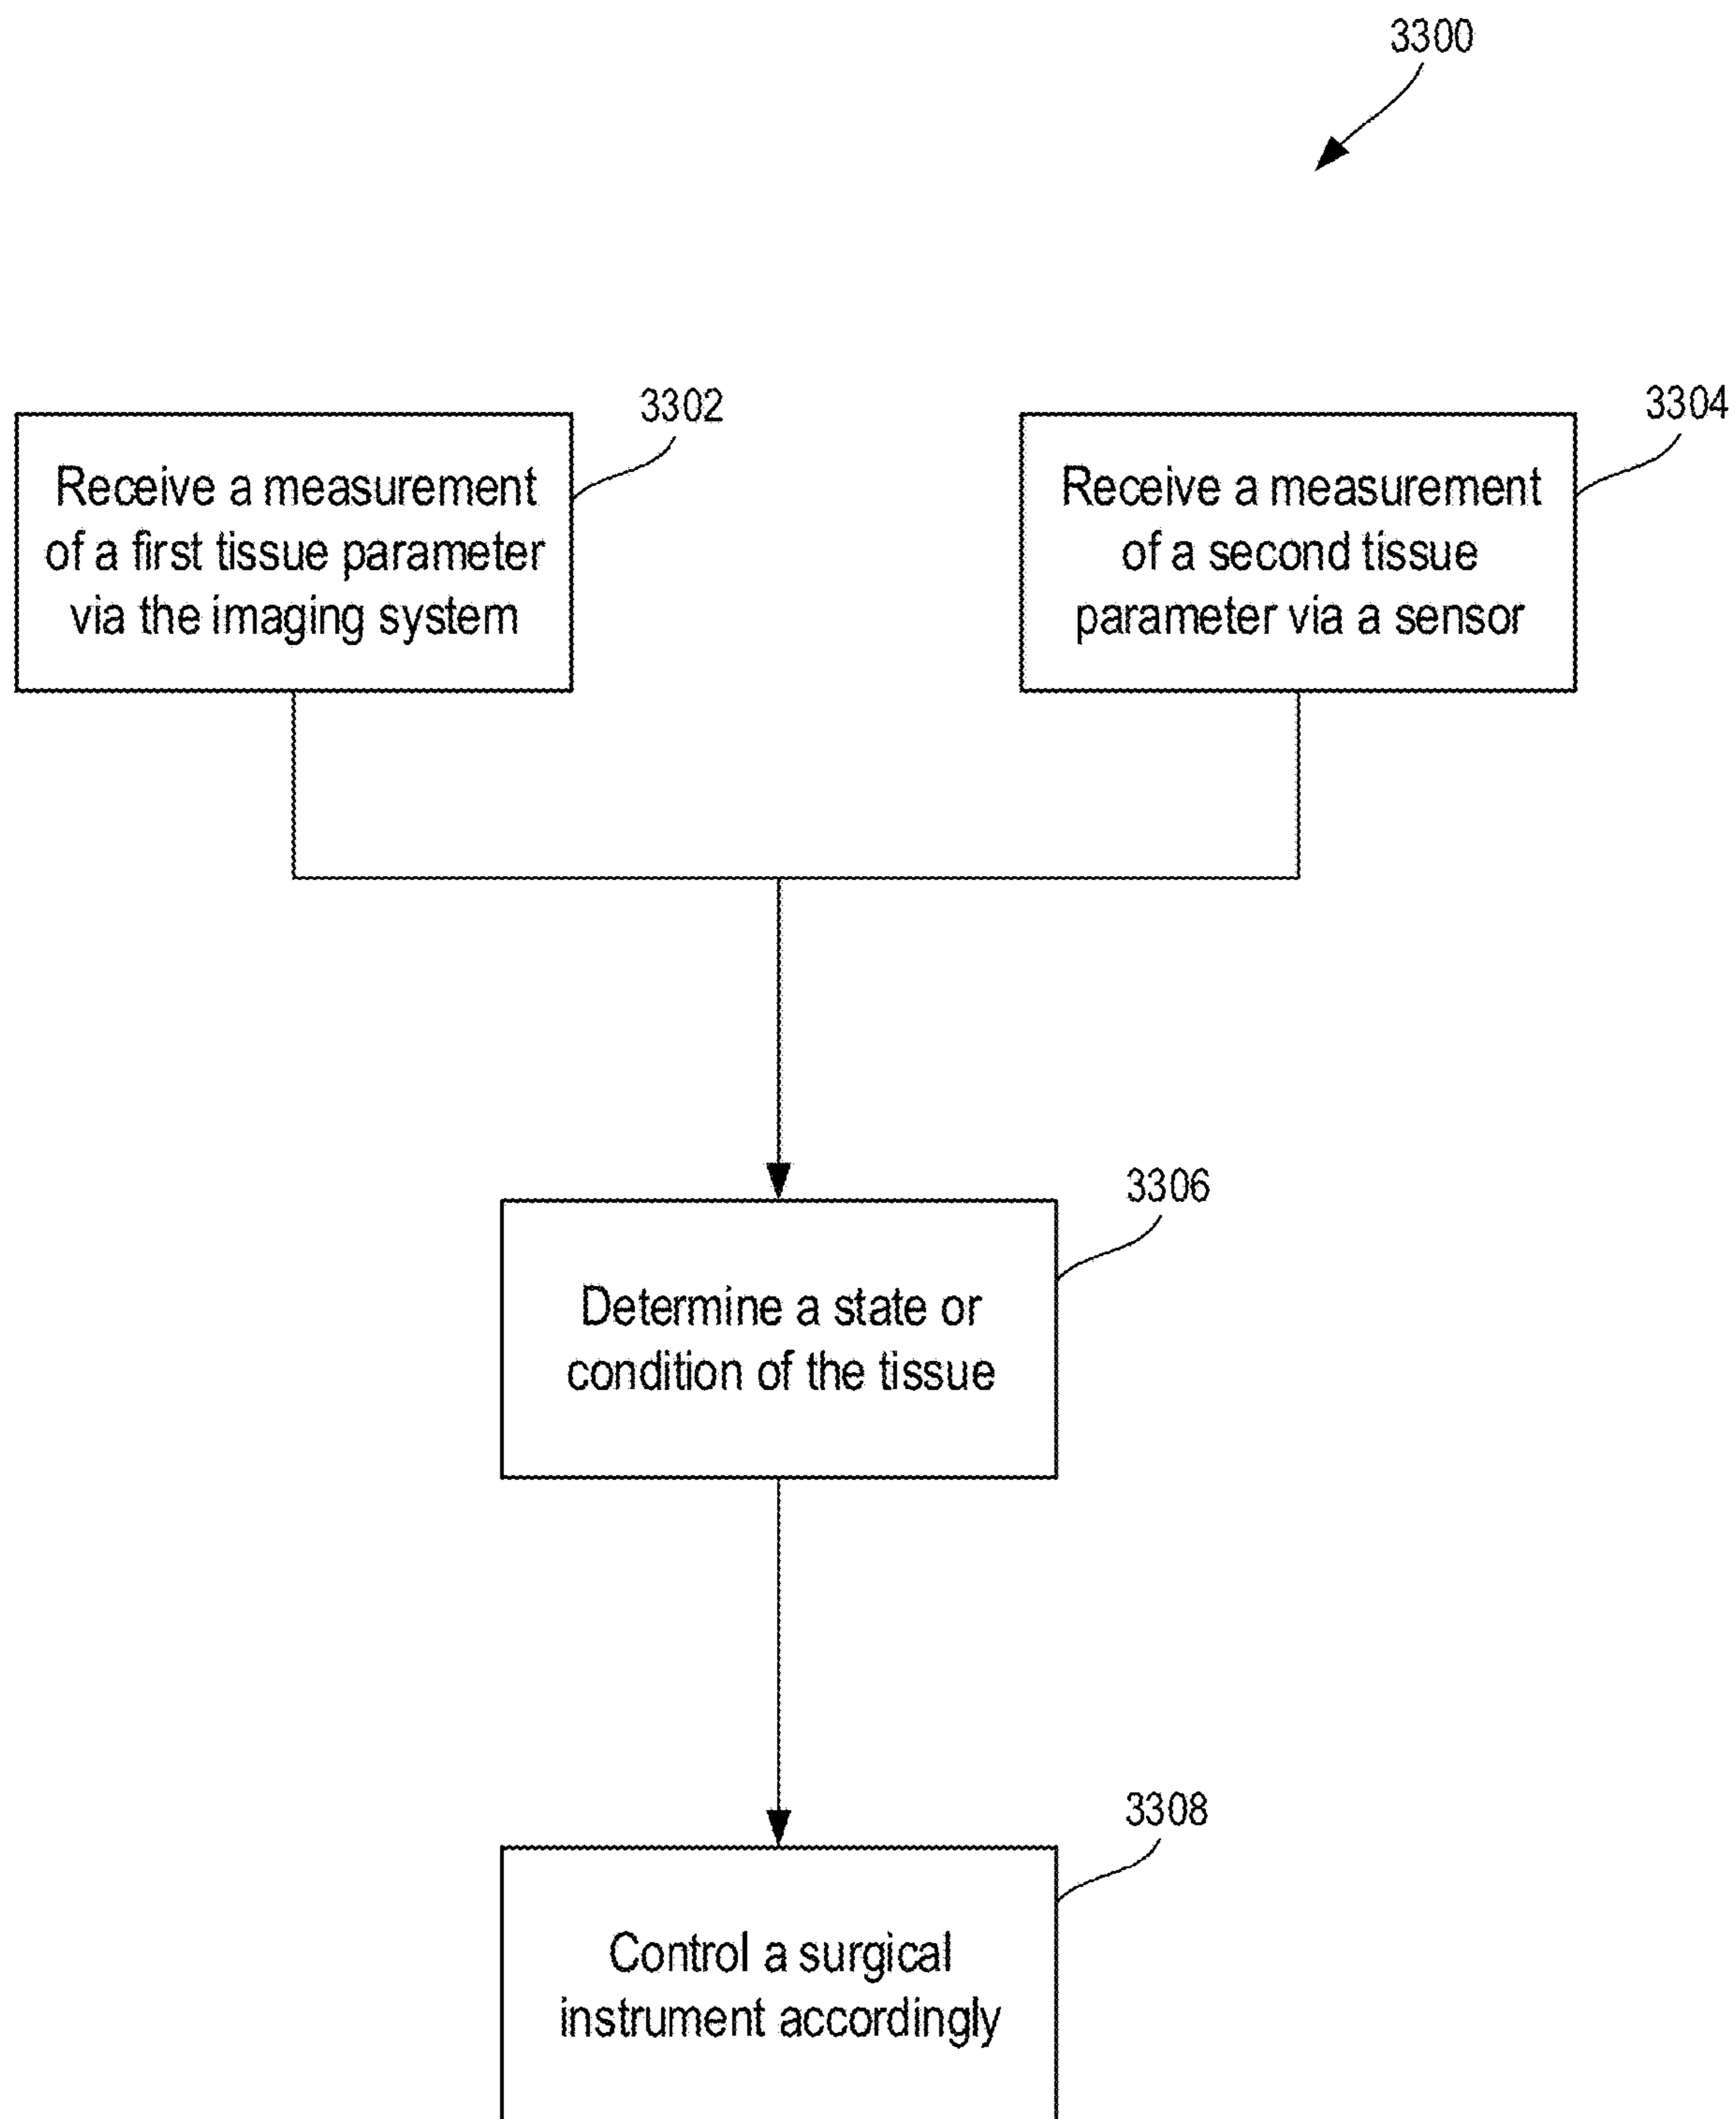 3300
3302
Receive a measurement
of a first tissue parameter
via the imaging system
3304
Receive a measurement
of a second tissue
parameter via a sensor
3306
Determine a state or
condition of the tissue
3308
Control a surgical
instrument accordingly